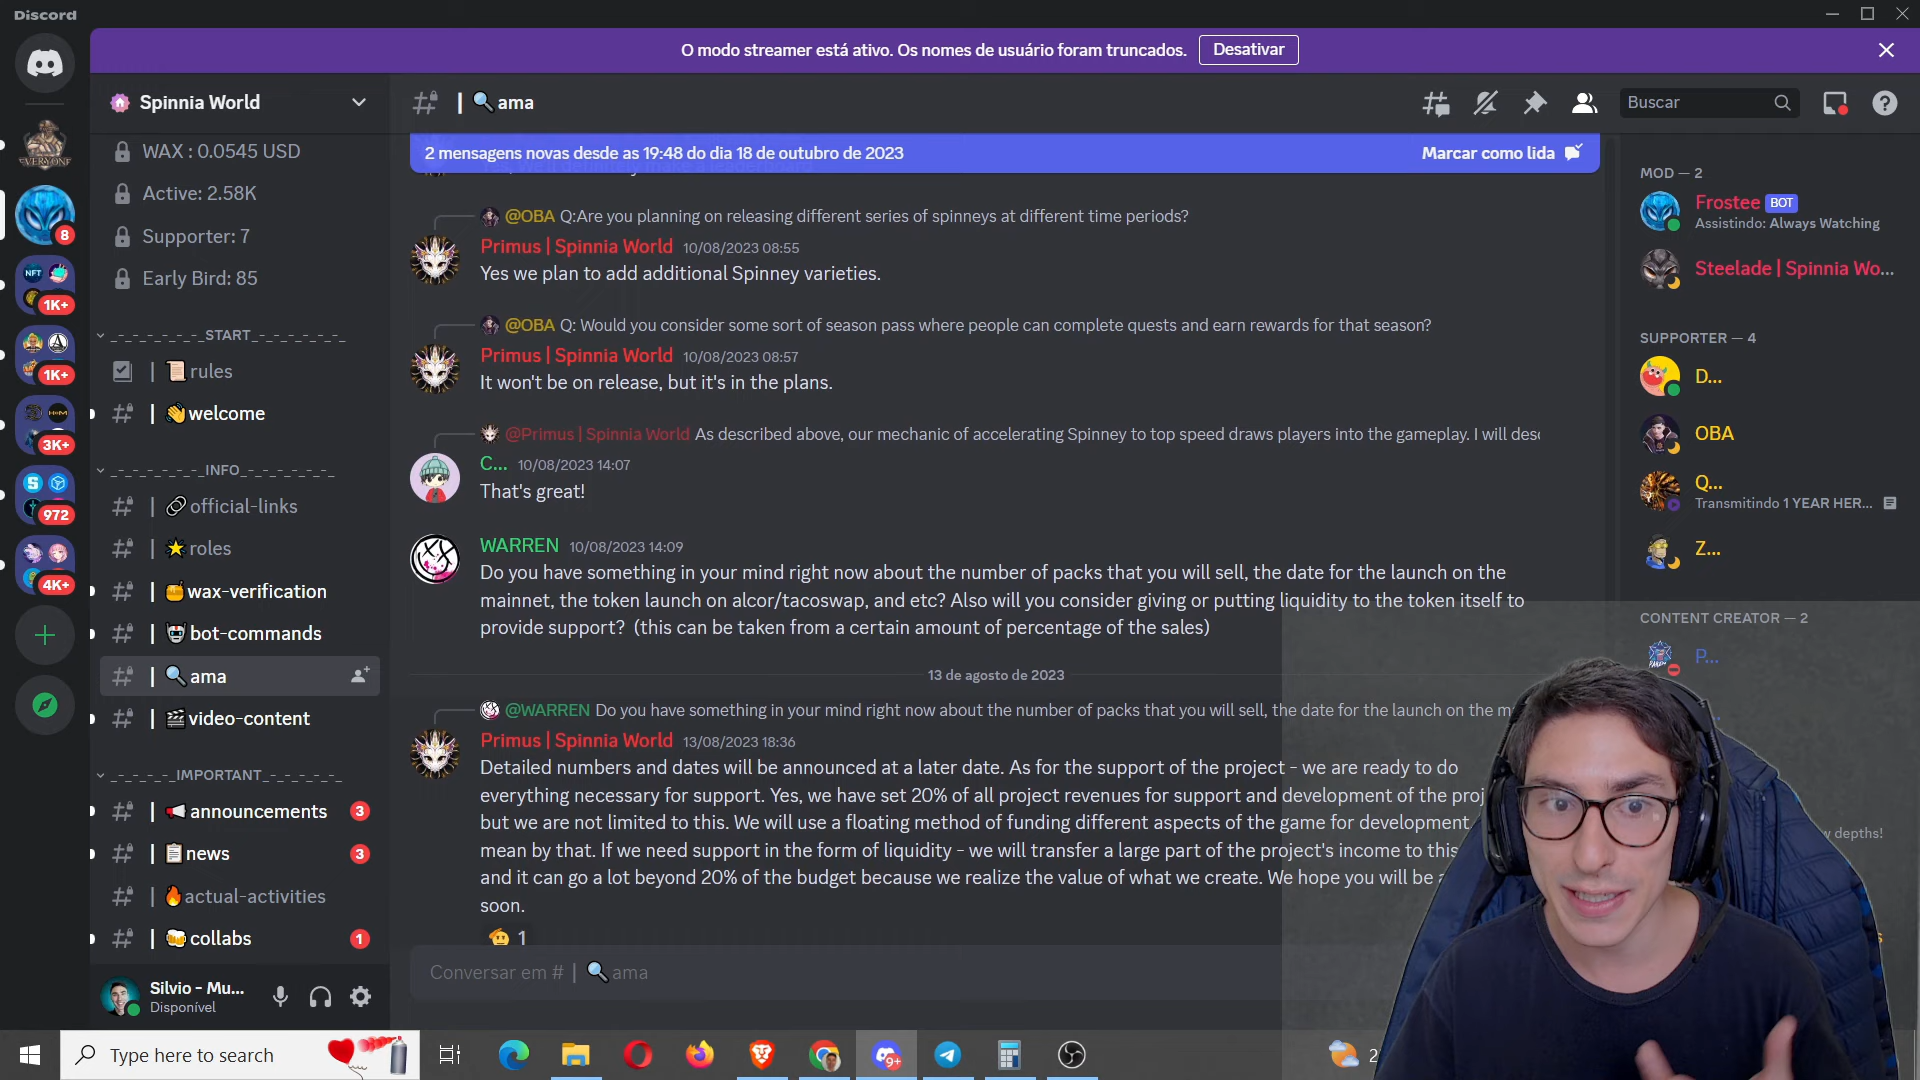 Discord
O modo streamer está ativo. Os nomes de usuário foram truncados.
Desativar
Spinnia World
WAX : 0.0545 USD
Active: 2.58K
Supporter: 7
Early Bird: 85
_-_-_-_-_-_-_START_-_-_-_-_-_-_
| 📜rules
| 👋welcome
_-_-_-_-_-_-_INFO_-_-_-_-_-_-_
| 🔗official-links
| 🌟roles
| 🍯wax-verification
| 🤖bot-commands
| 🔍ama
| 🎬video-content
_-_-_-_-_-_IMPORTANT_-_-_-_-_-_
| 📢announcements 3
| 📋news 3
| 🔥actual-activities
| 🍻collabs 1
Silvio - Mu...
Disponível
8
NFT
1K+
1K+
3K+
972
4K+
| 🔍ama
Buscar
2 mensagens novas desde as 19:48 do dia 18 de outubro de 2023
Marcar como lida
@OBA Q:Are you planning on releasing different series of spinneys at different time periods?
Primus | Spinnia World 10/08/2023 08:55
Yes we plan to add additional Spinney varieties.
@OBA Q: Would you consider some sort of season pass where people can complete quests and earn rewards for that season?
Primus | Spinnia World 10/08/2023 08:57
It won't be on release, but it's in the plans.
@Primus | Spinnia World As described above, our mechanic of accelerating Spinney to top speed draws players into the gameplay. I will
C... 10/08/2023 14:07
That's great!
WARREN 10/08/2023 14:09
Do you have something in your mind right now about the number of packs that you will sell, the date for the launch on the
mainnet, the token launch on alcor/tacoswap, and etc? Also will you consider giving or putting liquidity to the token itself to
provide support? (this can be taken from a certain amount of percentage of the sales)
13 de agosto de 2023
@WARREN Do you have something in your mind right now about the number of packs that you will sell, the date for the launch on the
Primus | Spinnia World 13/08/2023 18:36
Detailed numbers and dates will be announced at a later date. As for the support of the project - we are ready to do
everything necessary for support. Yes, we have set 20% of all project revenues for support and development of the
but we are not limited to this. We will use a floating method of funding different aspects of the game for development
mean by that. If we need support in the form of liquidity - we will transfer a large part of the project's income to this
and it can go a lot beyond 20% of the budget because we realize the value of what we create. We hope you will be
soon.
1
Conversar em # | 🔍ama
MOD — 2
Frostee BOT
Assistindo: Always Watching
Steelade | Spinnia Wo...
SUPPORTER — 4
D...
OBA
Q...
Transmitindo 1 YEAR HER...
Z...
CONTENT CREATOR — 2
P...
depths!
Type here to search
9+